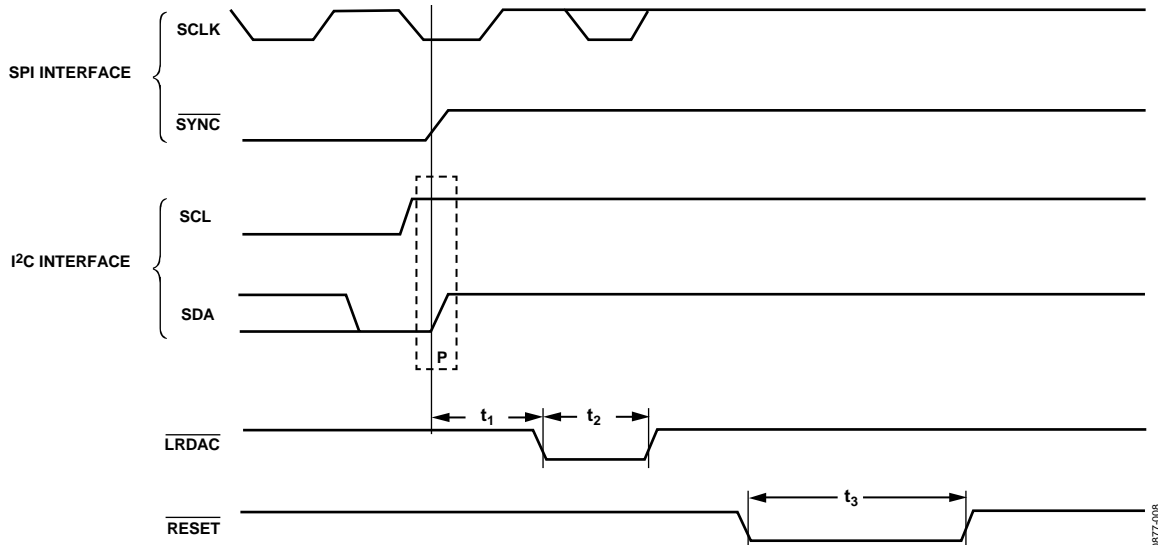 SCLK
SPI INTERFACE
SYNC
SCL
I²C INTERFACE
SDA
P
t₁
t₂
LRDAC
t₃
RESET